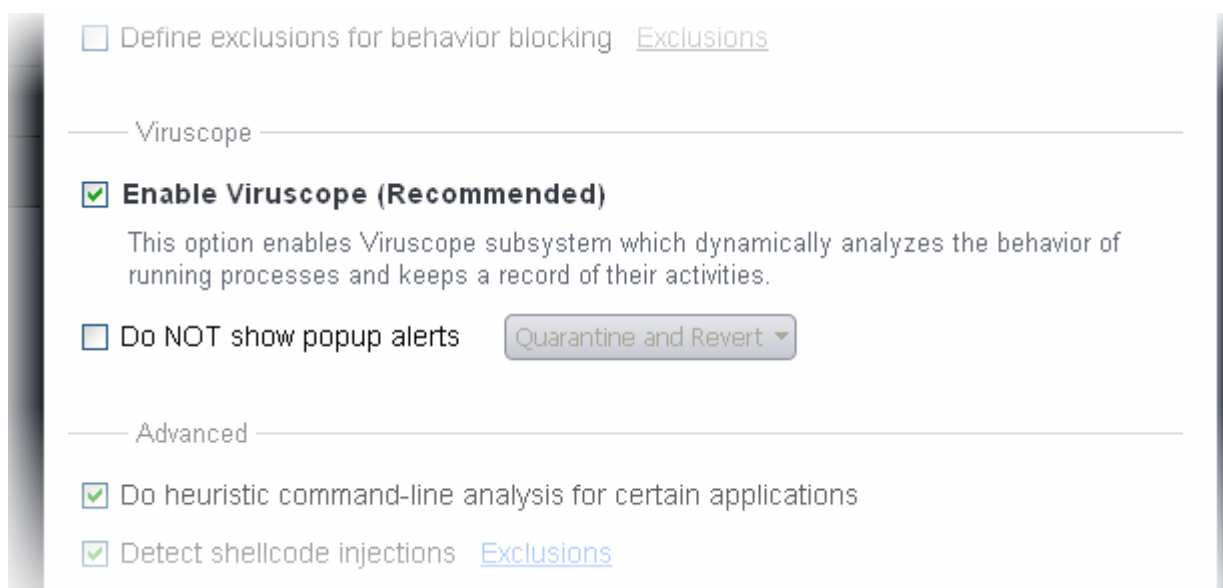 Define exclusions for behavior blocking Exclusions
Viruscope
Enable Viruscope (Recommended)
This option enables Viruscope subsystem which dynamically analyzes the behavior of
running processes and keeps a record of their activities.
Do NOT show popup alerts Quarantine and Revert
Advanced
Do heuristic command-line analysis for certain applications
Detect shellcode injections Exclusions